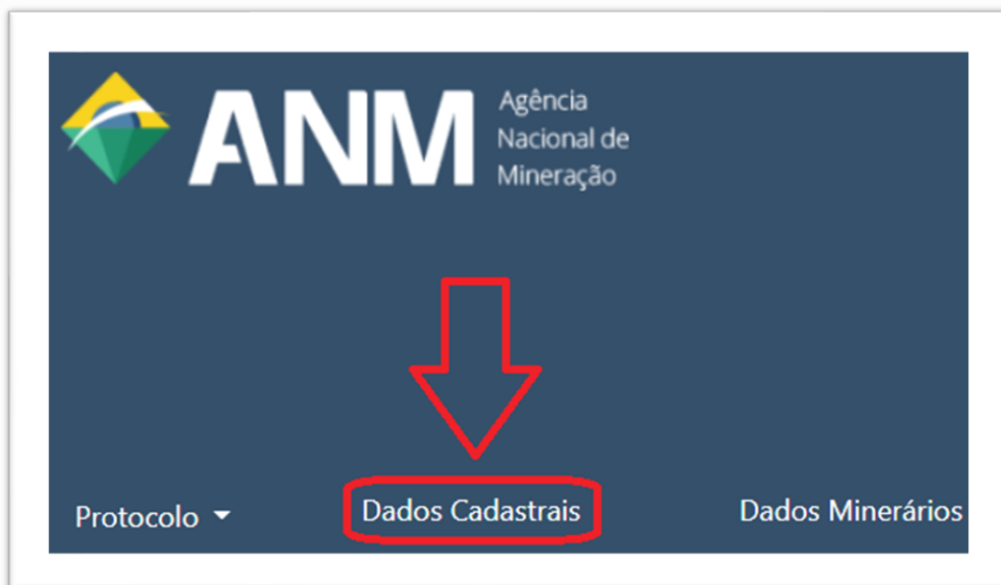 ANM
Agência
Nacional de
Mineração
Protocolo
Dados Cadastrais
Dados Minerários